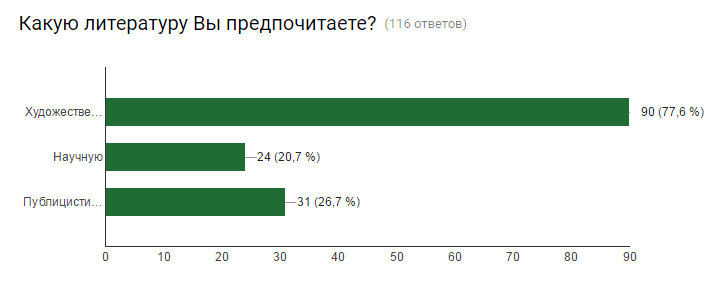 Какую литературу Вы предпочитаете? (116 ответов)
Художестве... 90 (77,6 %)
Научную 24 (20,7 %)
Публицисти... 31 (26,7 %)
0 10 20 30 40 50 60 70 80 90